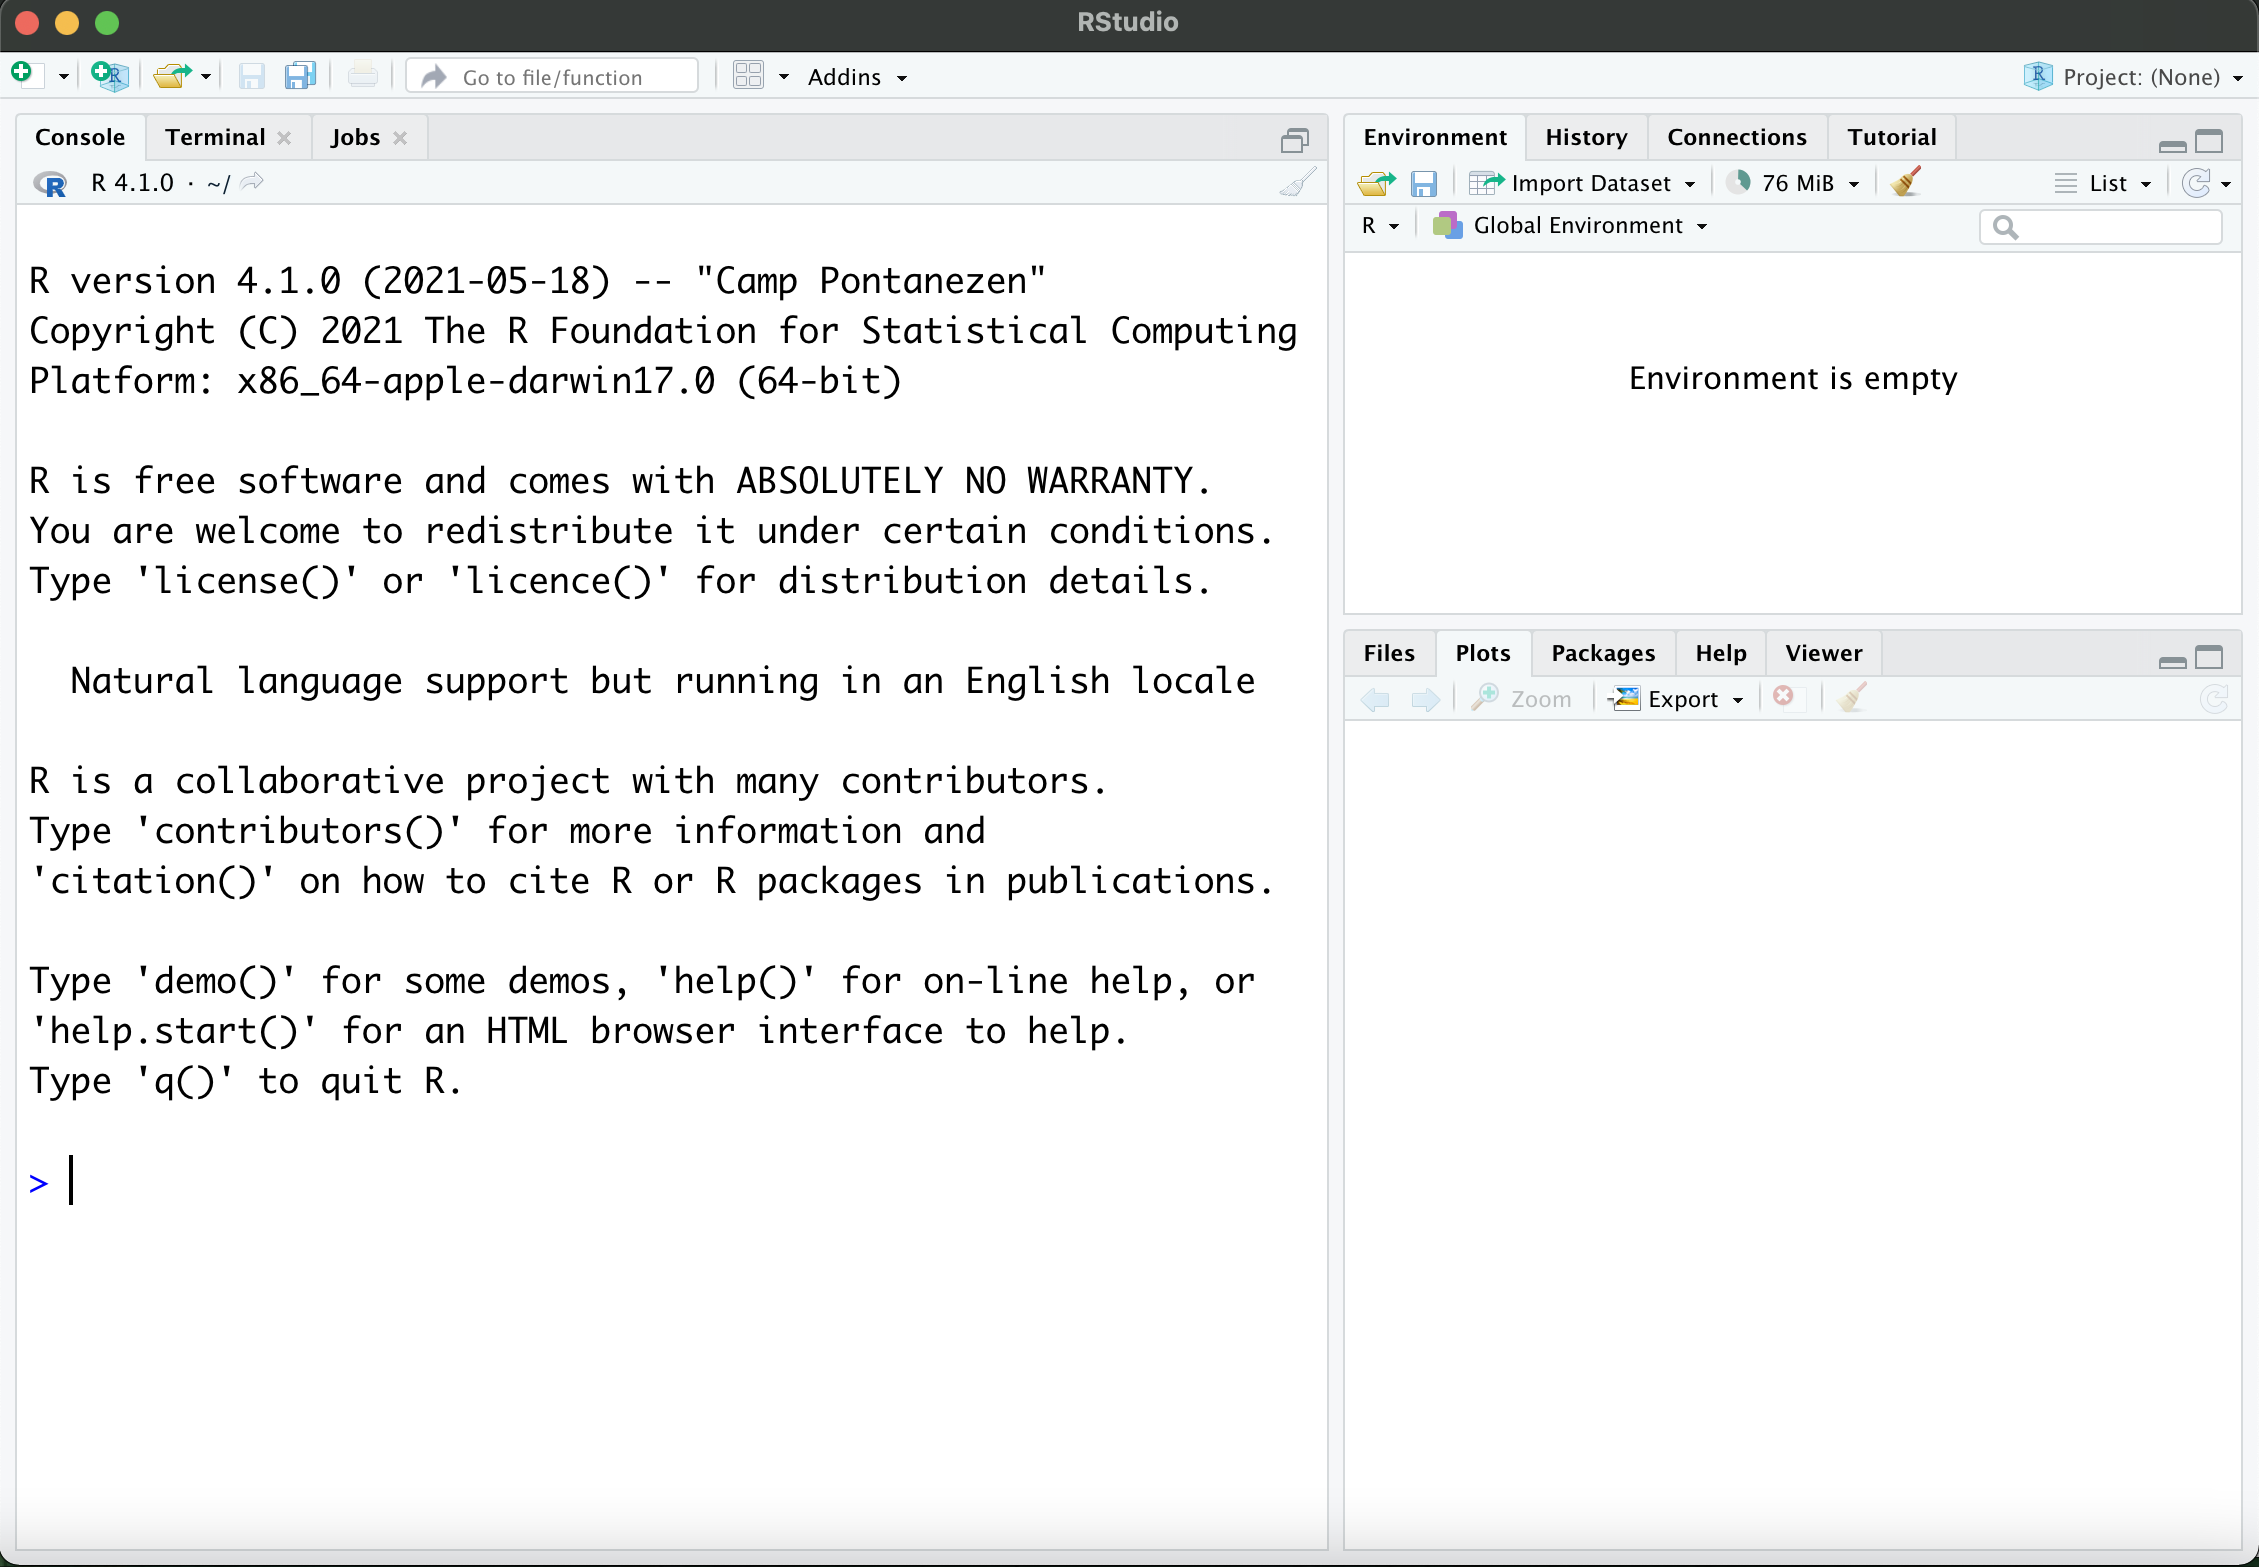 RStudio
Go to file/function
Addins
Project: (None)
Console Terminal Jobs
R 4.1.0 · ~/
R version 4.1.0 (2021-05-18) -- "Camp Pontanezen"
Copyright (C) 2021 The R Foundation for Statistical Computing
Platform: x86_64-apple-darwin17.0 (64-bit)
R is free software and comes with ABSOLUTELY NO WARRANTY.
You are welcome to redistribute it under certain conditions.
Type 'license()' or 'licence()' for distribution details.
Natural language support but running in an English locale
R is a collaborative project with many contributors.
Type 'contributors()' for more information and
'citation()' on how to cite R or R packages in publications.
Type 'demo()' for some demos, 'help()' for on-line help, or
'help.start()' for an HTML browser interface to help.
Type 'q()' to quit R.
>
Environment History Connections Tutorial
Import Dataset 76 MiB List
R Global Environment
Environment is empty
Files Plots Packages Help Viewer
Zoom Export